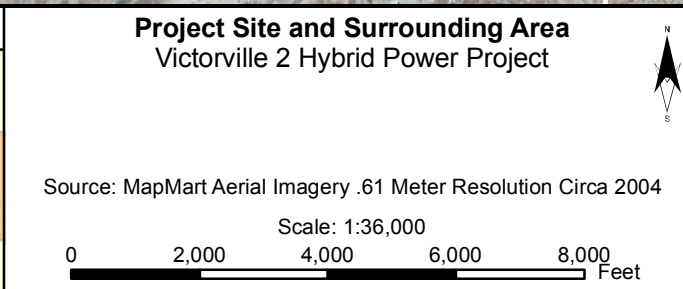 Project Site and Surrounding Area
Victorville 2 Hybrid Power Project
N
S
Source: MapMart Aerial Imagery .61 Meter Resolution Circa 2004
Scale: 1:36,000
0 2,000 4,000 6,000 8,000
Feet